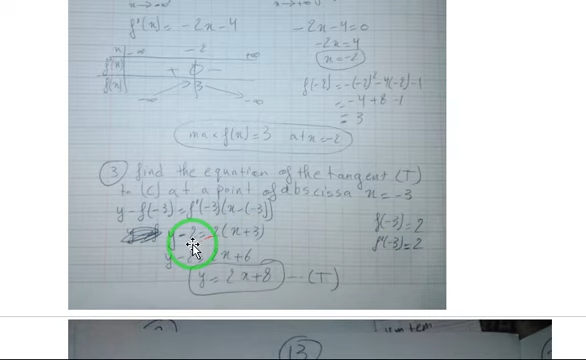 x→-∞ x→+∞
f'(x) = -2x-4 -2x-4=0
-2x=4
x=-2
x -∞ -2 +∞
f'(x) + 0 -
f(x) -∞ 3 -∞
f(-2)=-(-2)²-4(-2)-1
= -4+8-1
= 3
max f(x) = 3 at x=-2
3 find the equation of the tangent (T)
to (C) at a point of abscissa x = -3
y-f(-3)=f'(-3)(x-(-3))
f(-3)=2
y-2=2(x+3)
f'(-3)=2
y-2=2x+6
y=2x+8 (T)
13